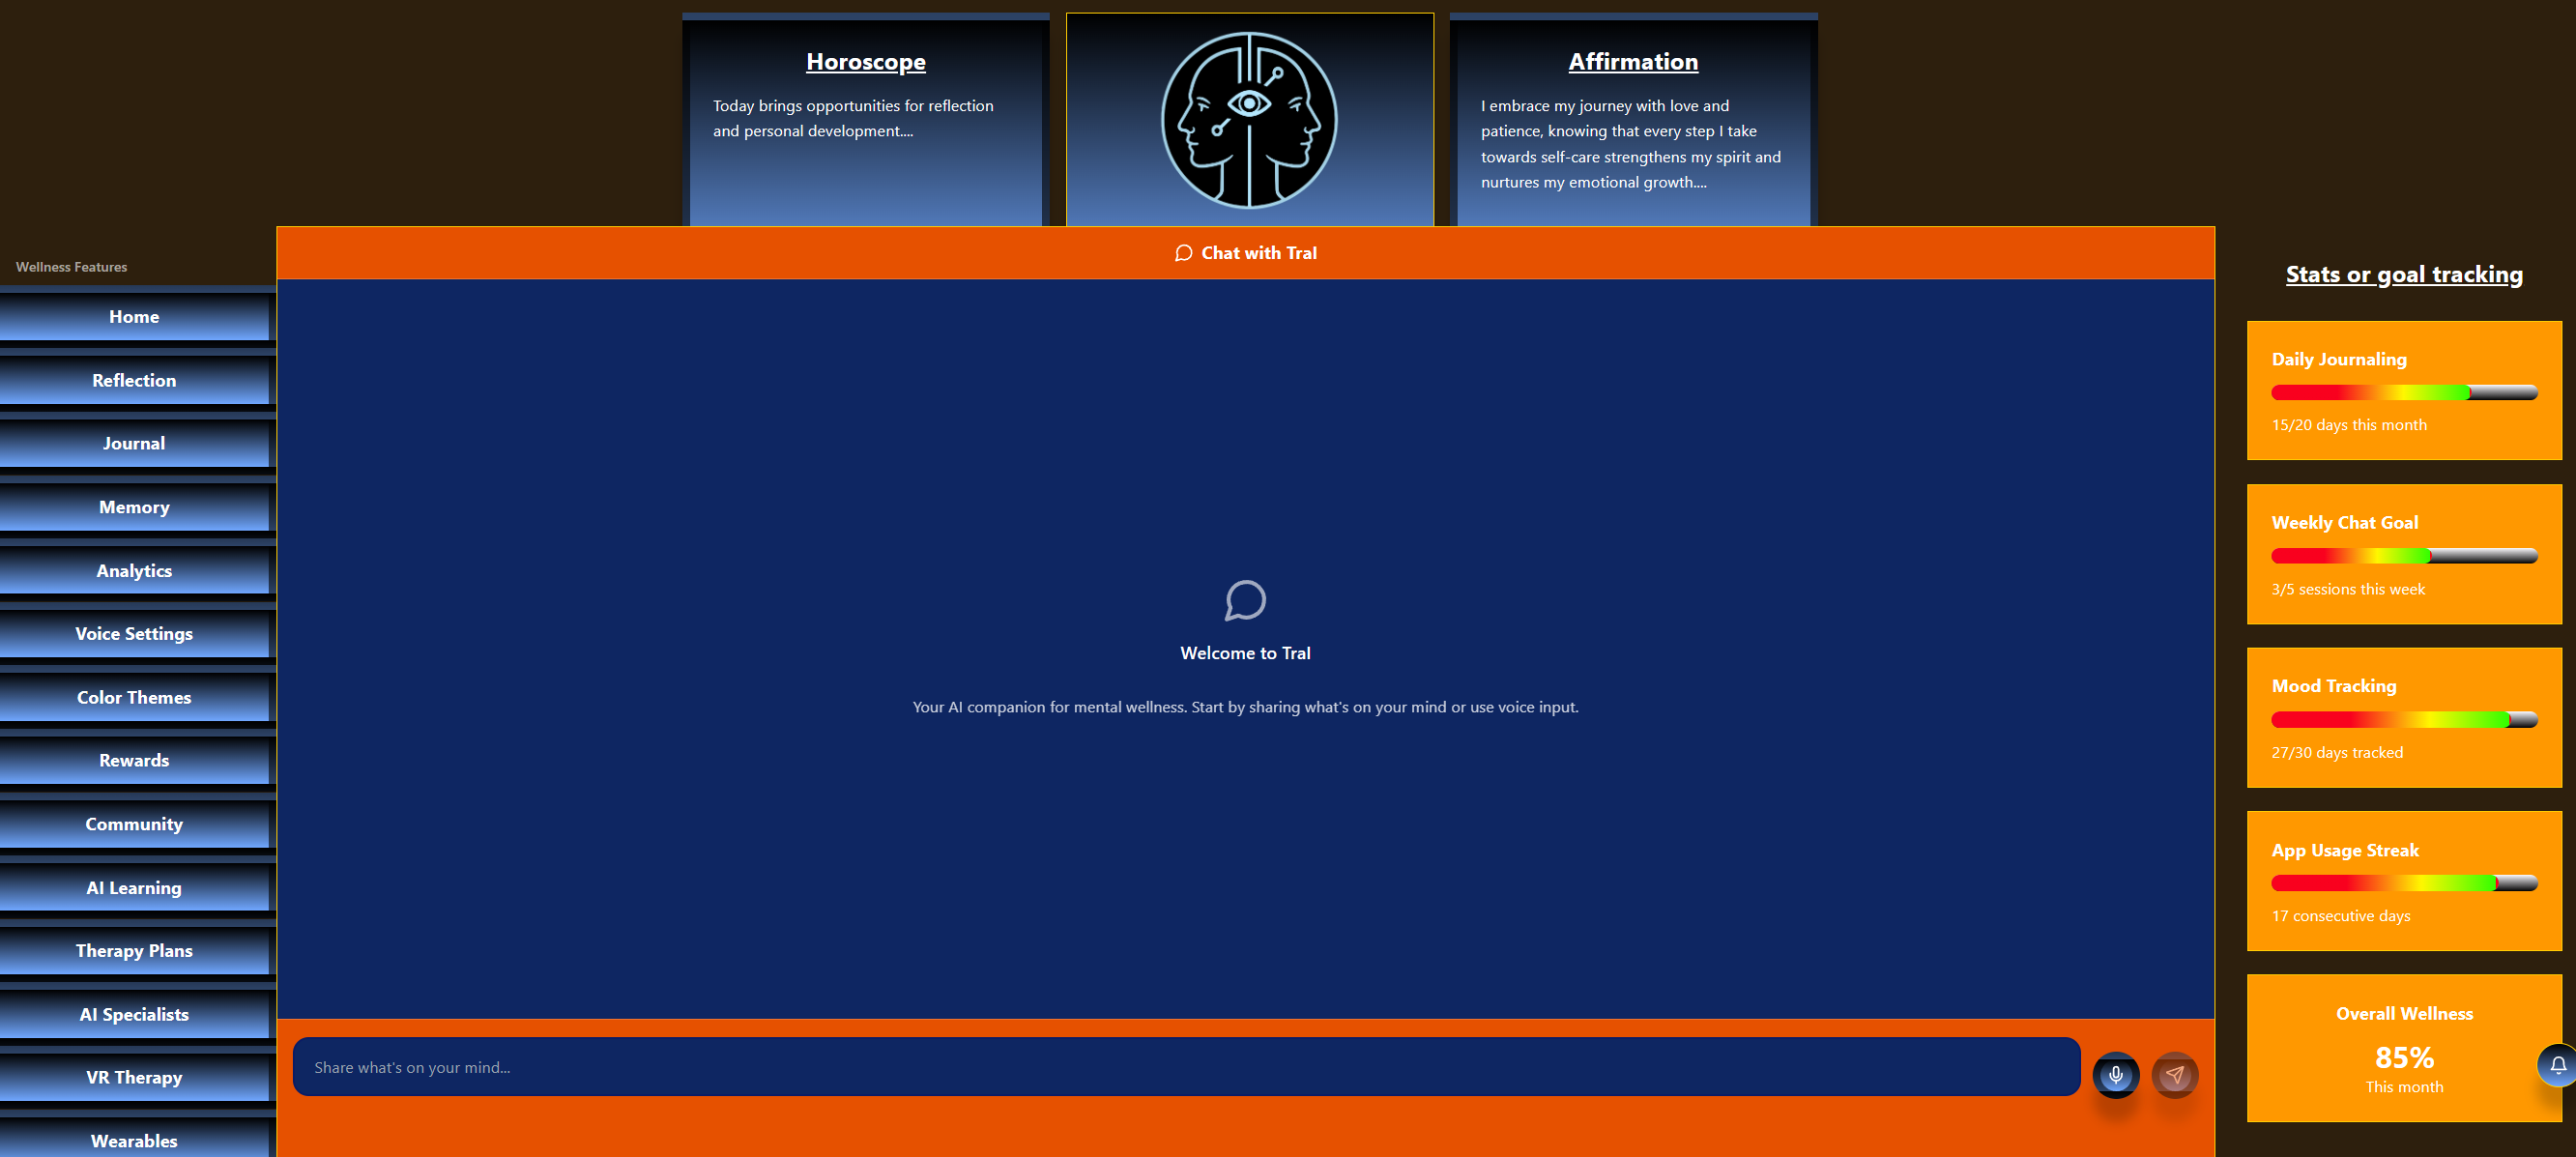 Horoscope
Today brings opportunities for reflection
and personal development....
Affirmation
I embrace my journey with love and
patience, knowing that every step I take
towards self-care strengthens my spirit and
nurtures my emotional growth....
Wellness Features
Home
Reflection
Journal
Memory
Analytics
Voice Settings
Color Themes
Rewards
Community
AI Learning
Therapy Plans
AI Specialists
VR Therapy
Wearables
Chat with Tral
Welcome to Tral
Your AI companion for mental wellness. Start by sharing what's on your mind or use voice input.
Share what's on your mind...
Stats or goal tracking
Daily Journaling
15/20 days this month
Weekly Chat Goal
3/5 sessions this week
Mood Tracking
27/30 days tracked
App Usage Streak
17 consecutive days
Overall Wellness
85%
This month